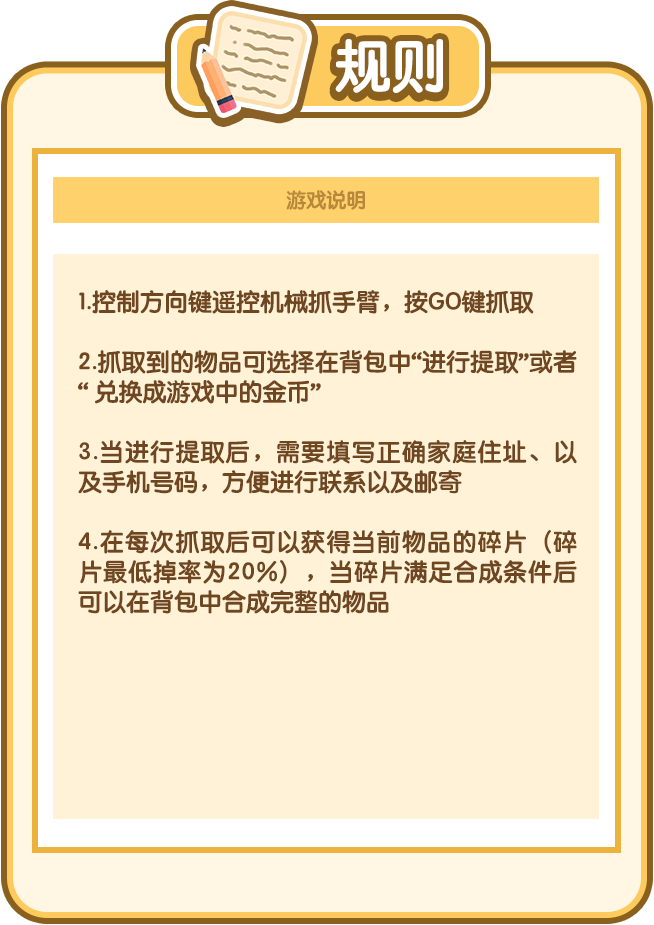 规则
游戏说明
1.控制方向键遥控机械抓手臂，按GO键抓取
2.抓取到的物品可选择在背包中“进行提取”或者
“ 兑换成游戏中的金币”
3.当进行提取后，需要填写正确家庭住址、以
及手机号码，方便进行联系以及邮寄
4.在每次抓取后可以获得当前物品的碎片（碎
片最低掉率为20%），当碎片满足合成条件后
可以在背包中合成完整的物品